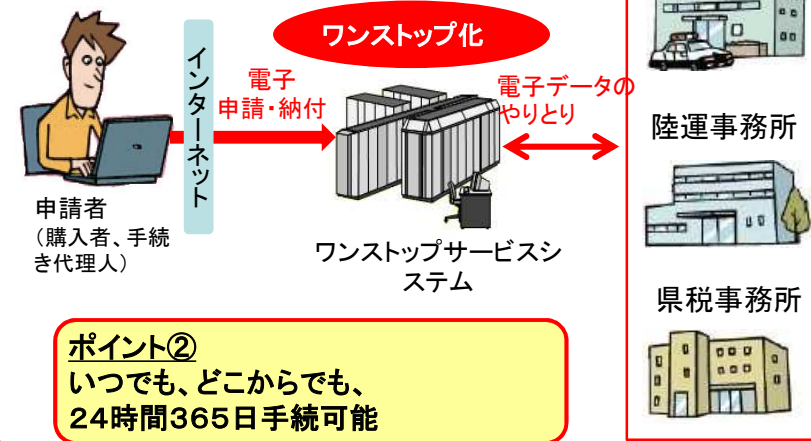 ワンストップ化
インターネット
電子
申請・納付
電子データの
やりとり
申請者
（購入者、手続
き代理人）
ワンストップサービスシ
ステム
陸運事務所
県税事務所
ポイント②
いつでも、どこからでも、
24時間365日手続可能